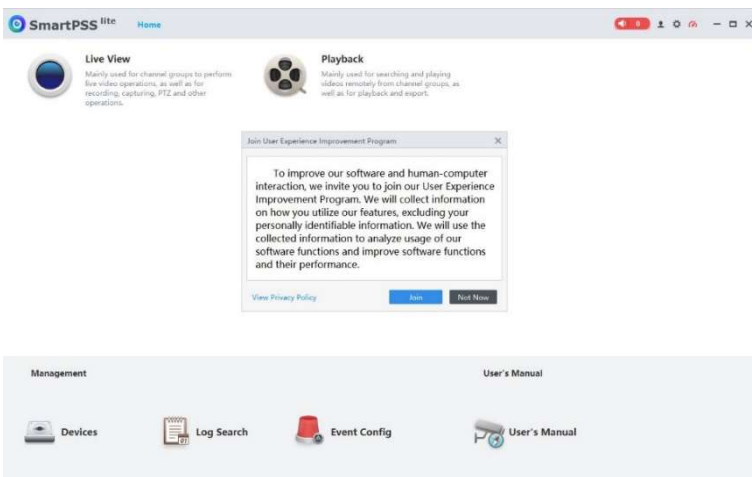 SmartPSS lite
Home
0
Live View
Mainly used for channel groups to perform
live video operations, as well as for
recording, capturing, PTZ and other
operations.
Playback
Mainly used for searching and playing
videos remotely from channel groups, as
well as for playback and export.
Join User Experience Improvement Program
To improve our software and human-computer
interaction, we invite you to join our User Experience
Improvement Program. We will collect information
on how you utilize our features, excluding your
personally identifiable information. We will use the
collected information to analyze usage of our
software functions and improve software functions
and their performance.
View Privacy Policy
Join
Not Now
Management
User's Manual
Devices
Log Search
Event Config
User's Manual